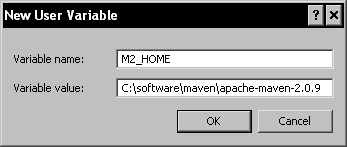 New User Variable
Variable name: M2_HOME
Variable value: C:\software\maven\apache-maven-2.0.9
OK Cancel